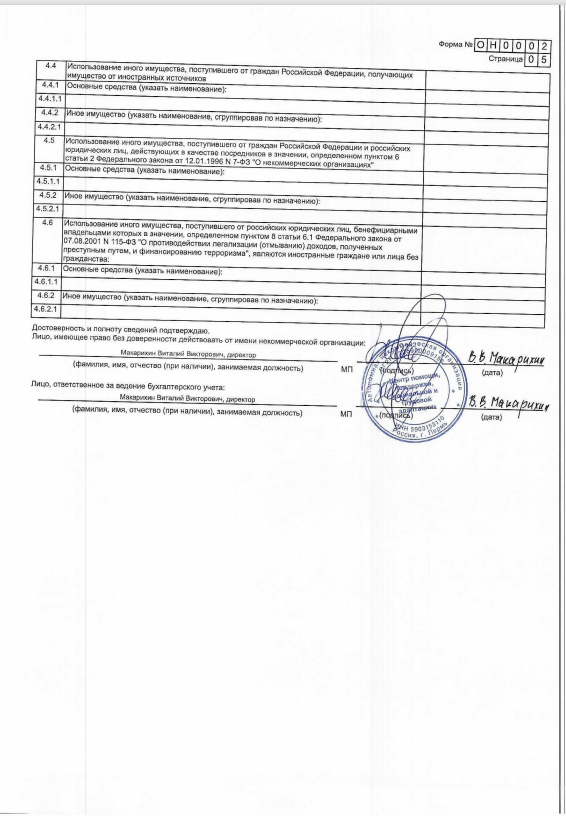 Форма № О Н 0 0 0 2
Страница 0 5
4.4 Использование иного имущества, поступившего от граждан Российской Федерации, получающих
имущество от иностранных источников
4.4.1 Основные средства (указать наименование):
4.4.1.1
4.4.2 Иное имущество (указать наименование, сгруппировав по назначению):
4.4.2.1
4.5 Использование иного имущества, поступившего от граждан Российской Федерации и российских
юридических лиц, действующих в качестве посредников в значении, определенном пунктом 6
статьи 2 Федерального закона от 12.01.1996 N 7-ФЗ "О некоммерческих организациях"
4.5.1 Основные средства (указать наименование):
4.5.1.1
4.5.2 Иное имущество (указать наименование, сгруппировав по назначению):
4.5.2.1
4.6 Использование иного имущества, поступившего от российских юридических лиц, бенефициарными
владельцами которых в значении, определенном пунктом 8 статьи 6.1 Федерального закона от
07.08.2001 N 115-ФЗ "О противодействии легализации (отмыванию) доходов, полученных
преступным путем, и финансированию терроризма", являются иностранные граждане или лица без
гражданства:
4.6.1 Основные средства (указать наименование):
4.6.1.1
4.6.2 Иное имущество (указать наименование, сгруппировав по назначению):
4.6.2.1
Достоверность и полноту сведений подтверждаю.
Лицо, имеющее право без доверенности действовать от имени некоммерческой организации:
Макарихин Виталий Викторович, директор
В.В. Макарихин
(фамилия, имя, отчество (при наличии), занимаемая должность) МП (подпись) (дата)
Лицо, ответственное за ведение бухгалтерского учета:
Макарихин Виталий Викторович, директор
В.В. Макарихин
(фамилия, имя, отчество (при наличии), занимаемая должность) МП (подпись) (дата)
Центр помощи,
поддержки,
и
трудовой
адаптации
Россия, г. Пермь